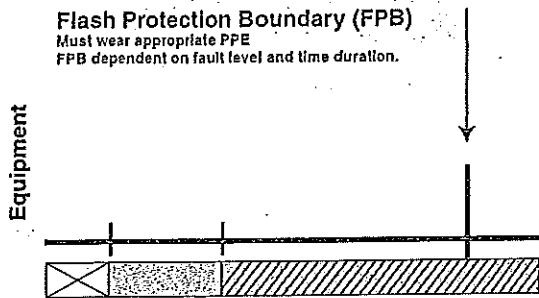 Flash Protection Boundary (FPB)
Must wear appropriate PPE
FPB dependent on fault level and time duration.
Equipment